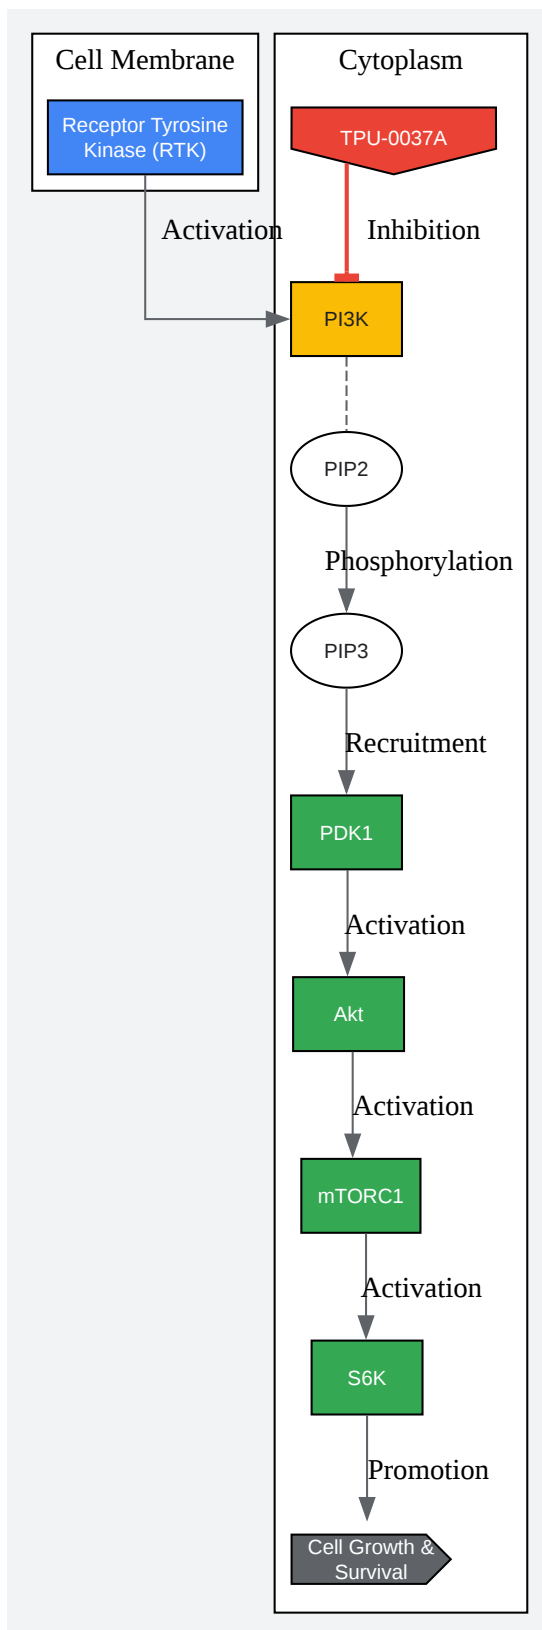 Cell Membrane
Cytoplasm
Receptor Tyrosine
Kinase (RTK)
TPU-0037A
Activation
Inhibition
PI3K
PIP2
Phosphorylation
PIP3
Recruitment
PDK1
Activation
Akt
Activation
mTORC1
Activation
S6K
Promotion
Cell Growth &
Survival